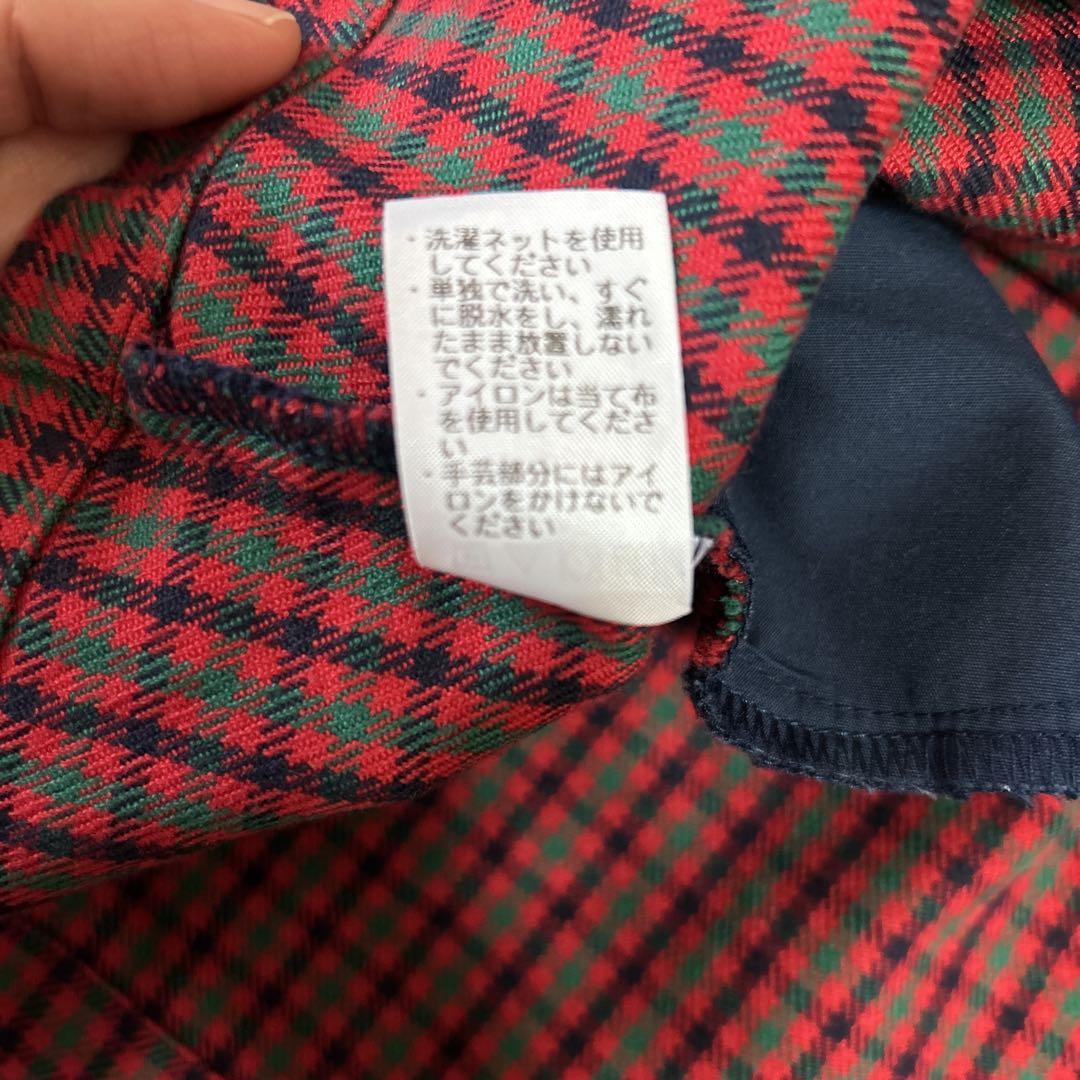 ・洗濯ネットを使用
してください
・単独で洗い、すぐ
に脱水をし、濡れ
たまま放置しない
でください
・アイロンは当て布
を使用してくださ
い
・手芸部分にはアイ
ロンをかけないで
ください